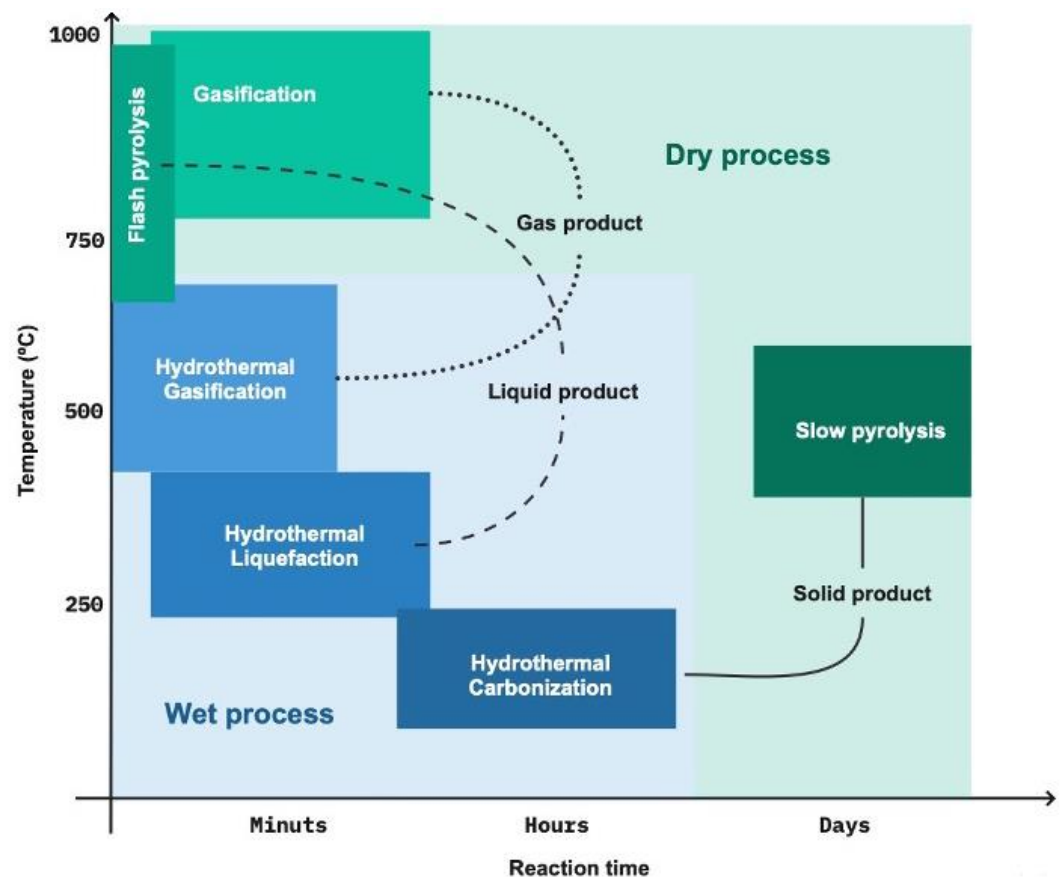 1000
Gasification
Flash pyrolysis
Dry process
Gas product
750
Temperature (ºC)
Hydrothermal
Gasification
Liquid product
500
Slow pyrolysis
Hydrothermal
Liquefaction
Solid product
250
Hydrothermal
Carbonization
Wet process
Minuts
Hours
Days
Reaction time